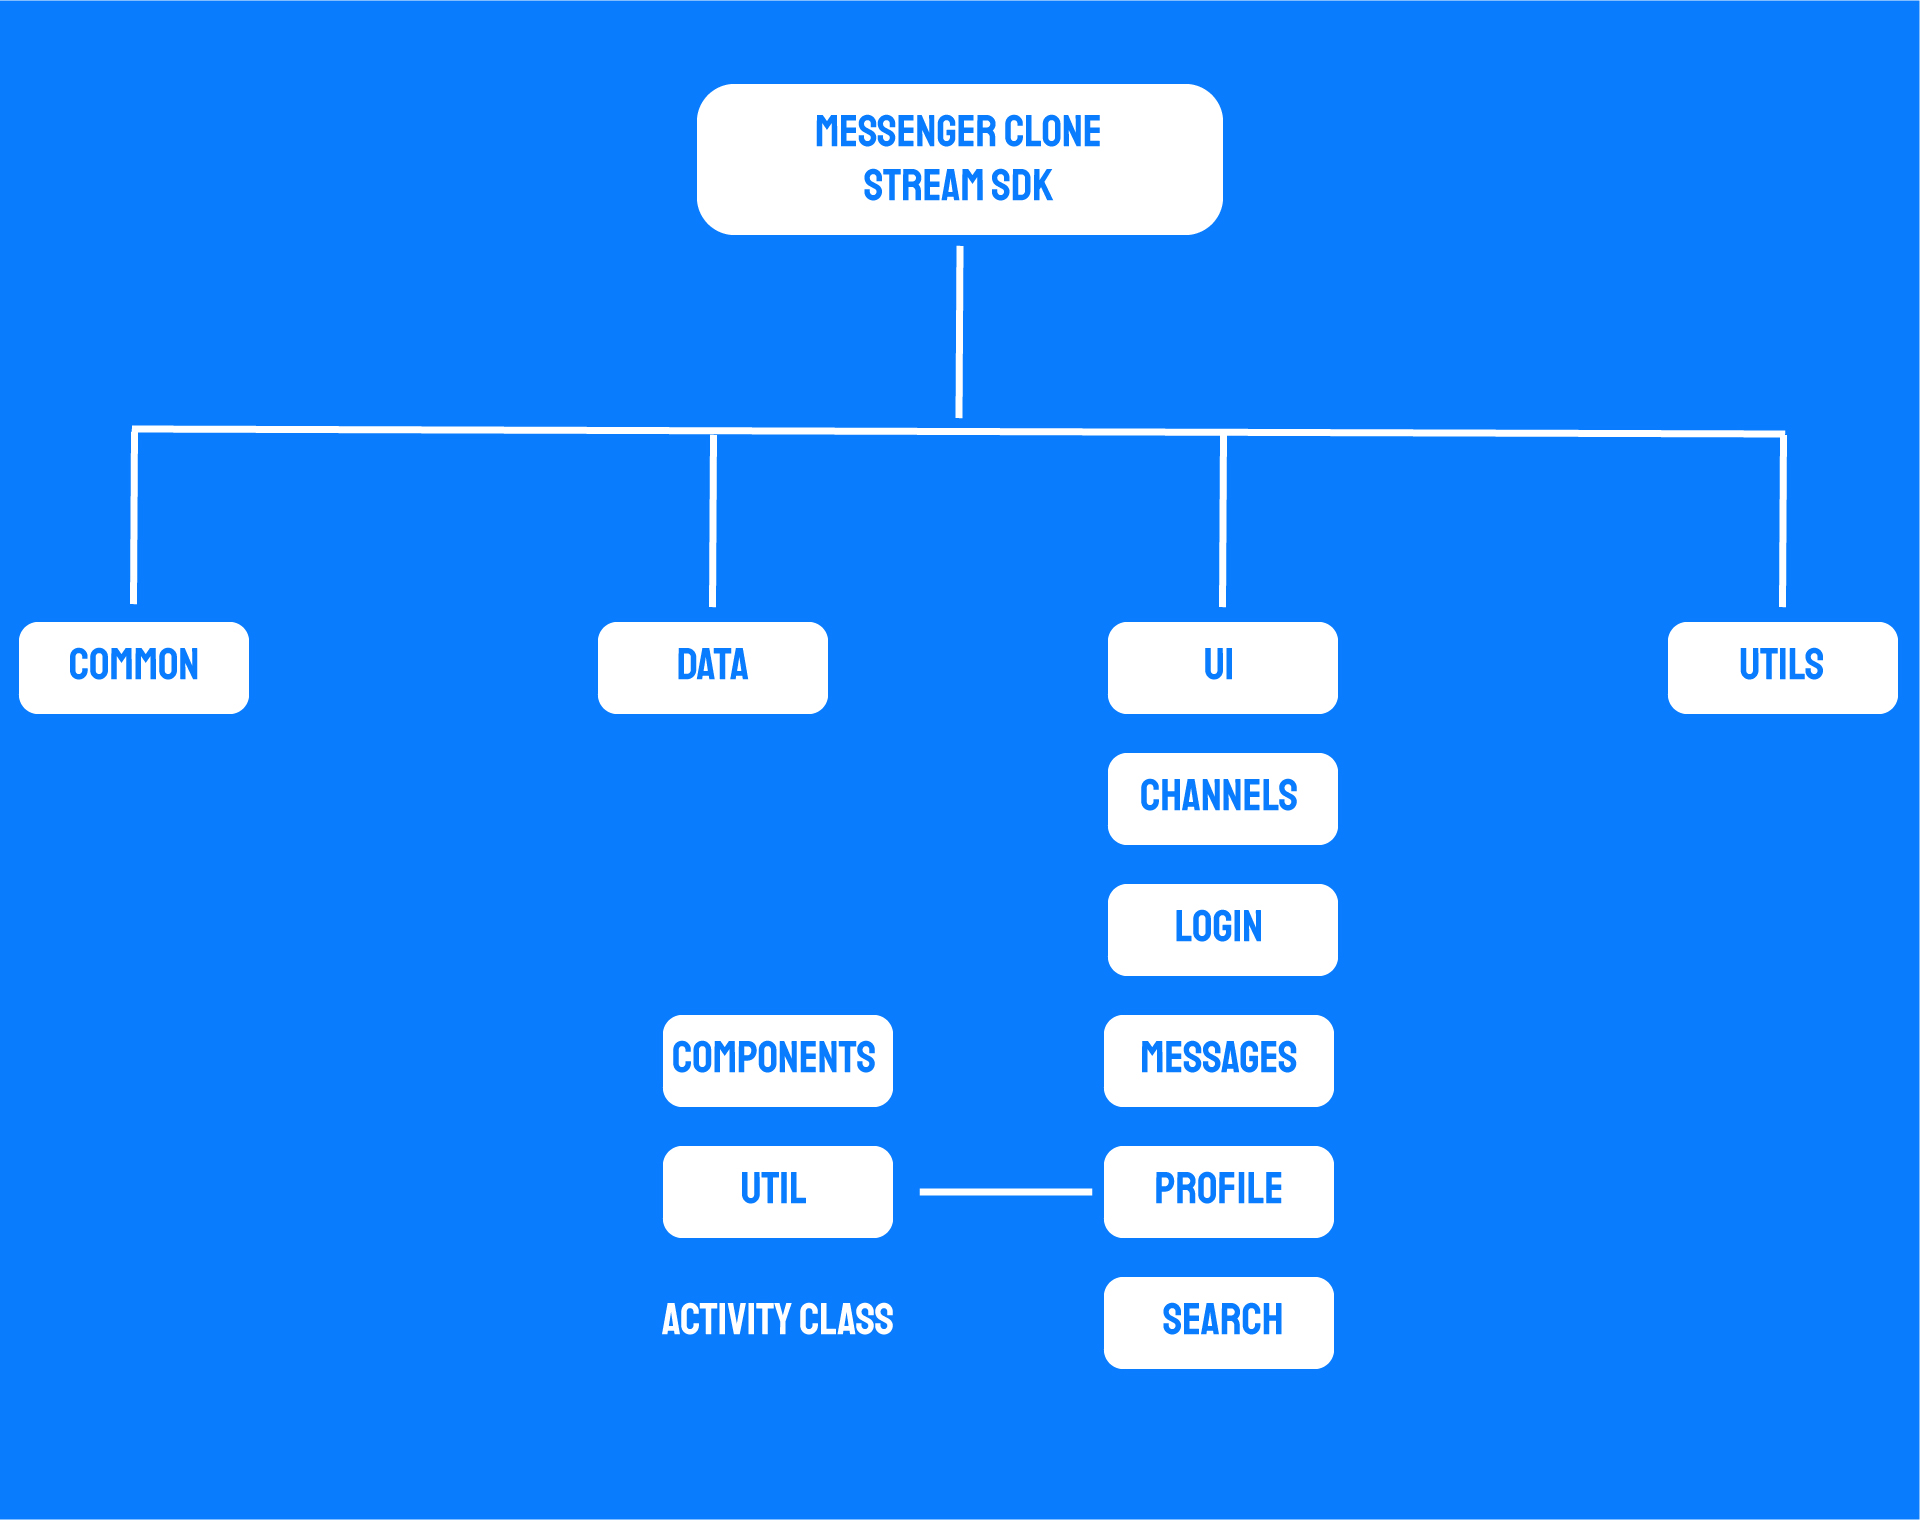 MESSENGER CLONE
STREAM SDK
COMMON
DATA
UI
UTILS
CHANNELS
LOGIN
COMPONENTS
MESSAGES
UTIL
PROFILE
ACTIVITY CLASS
SEARCH